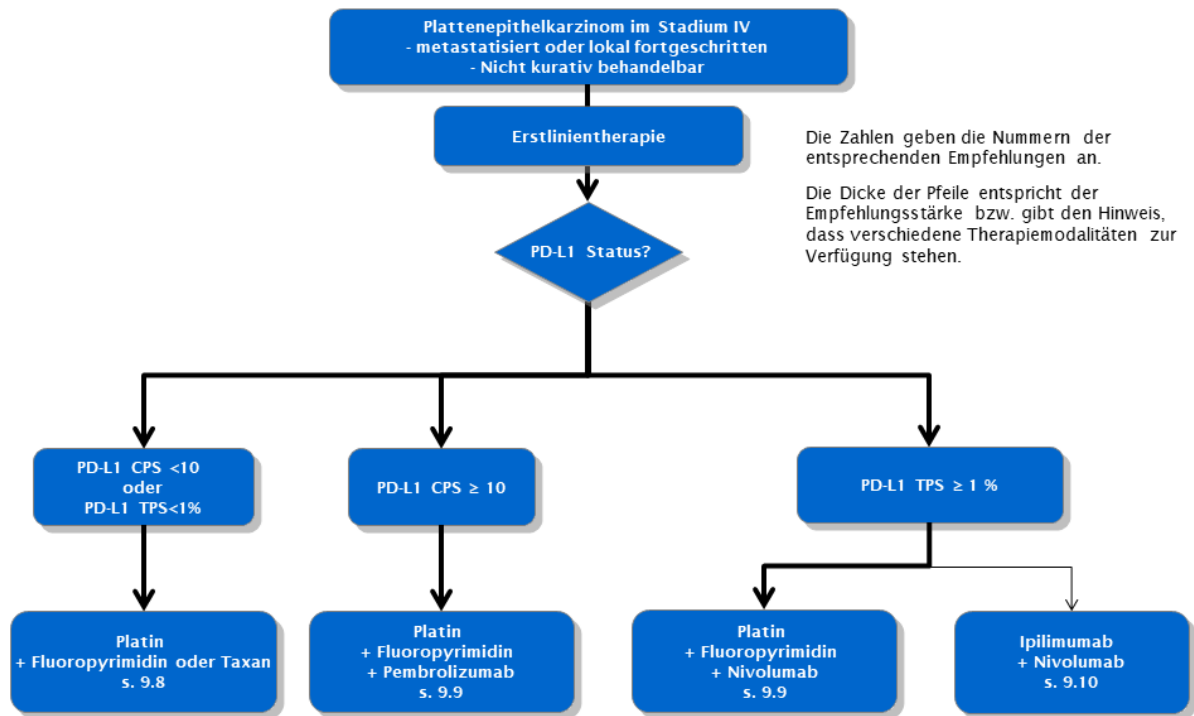 Plattenepithelkarzinom im Stadium IV
- metastatisiert oder lokal fortgeschritten
- Nicht kurativ behandelbar
Erstlinientherapie
Die Zahlen geben die Nummern der
entsprechenden Empfehlungen an.
Die Dicke der Pfeile entspricht der
Empfehlungsstärke bzw. gibt den Hinweis,
dass verschiedene Therapiemodalitäten zur
Verfügung stehen.
PD-L1 Status?
PD-L1 CPS <10
oder
PD-L1 TPS<1%
PD-L1 CPS ≥ 10
PD-L1 TPS ≥ 1 %
Platin
+ Fluoropyrimidin oder Taxan
s. 9.8
Platin
+ Fluoropyrimidin
+ Pembrolizumab
s. 9.9
Platin
+ Fluoropyrimidin
+ Nivolumab
s. 9.9
Ipilimumab
+ Nivolumab
s. 9.10